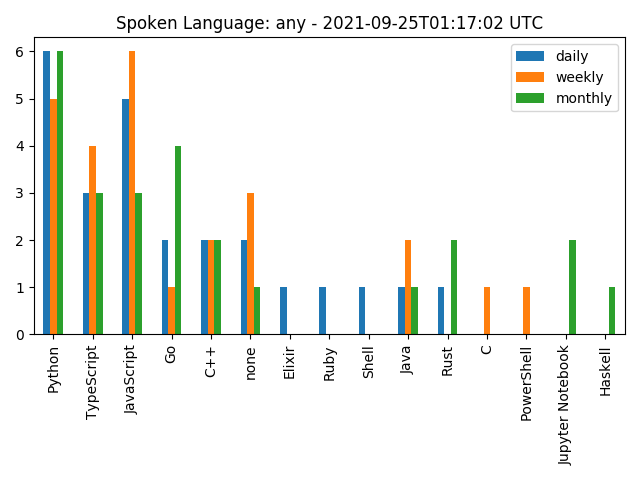 Spoken Language: any - 2021-09-25T01:17:02 UTC
daily
weekly
monthly
6
5
4
3
2
1
0
Python
TypeScript
JavaScript
Go
C++
none
Elixir
Ruby
Shell
Java
Rust
C
PowerShell
Jupyter Notebook
Haskell